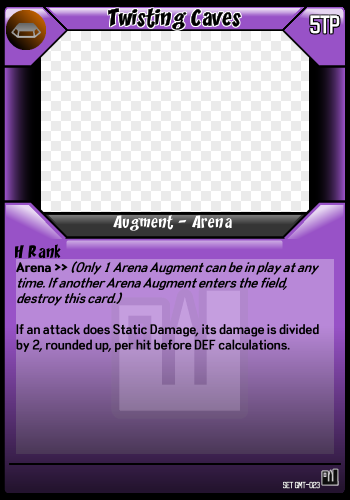 Twisting Caves
5TP
Augment - Arena
H Rank
Arena >> (Only 1 Arena Augment can be in play at any
time. If another Arena Augment enters the field,
destroy this card.)
If an attack does Static Damage, its damage is divided
by 2, rounded up, per hit before DEF calculations.
SET GMT-023